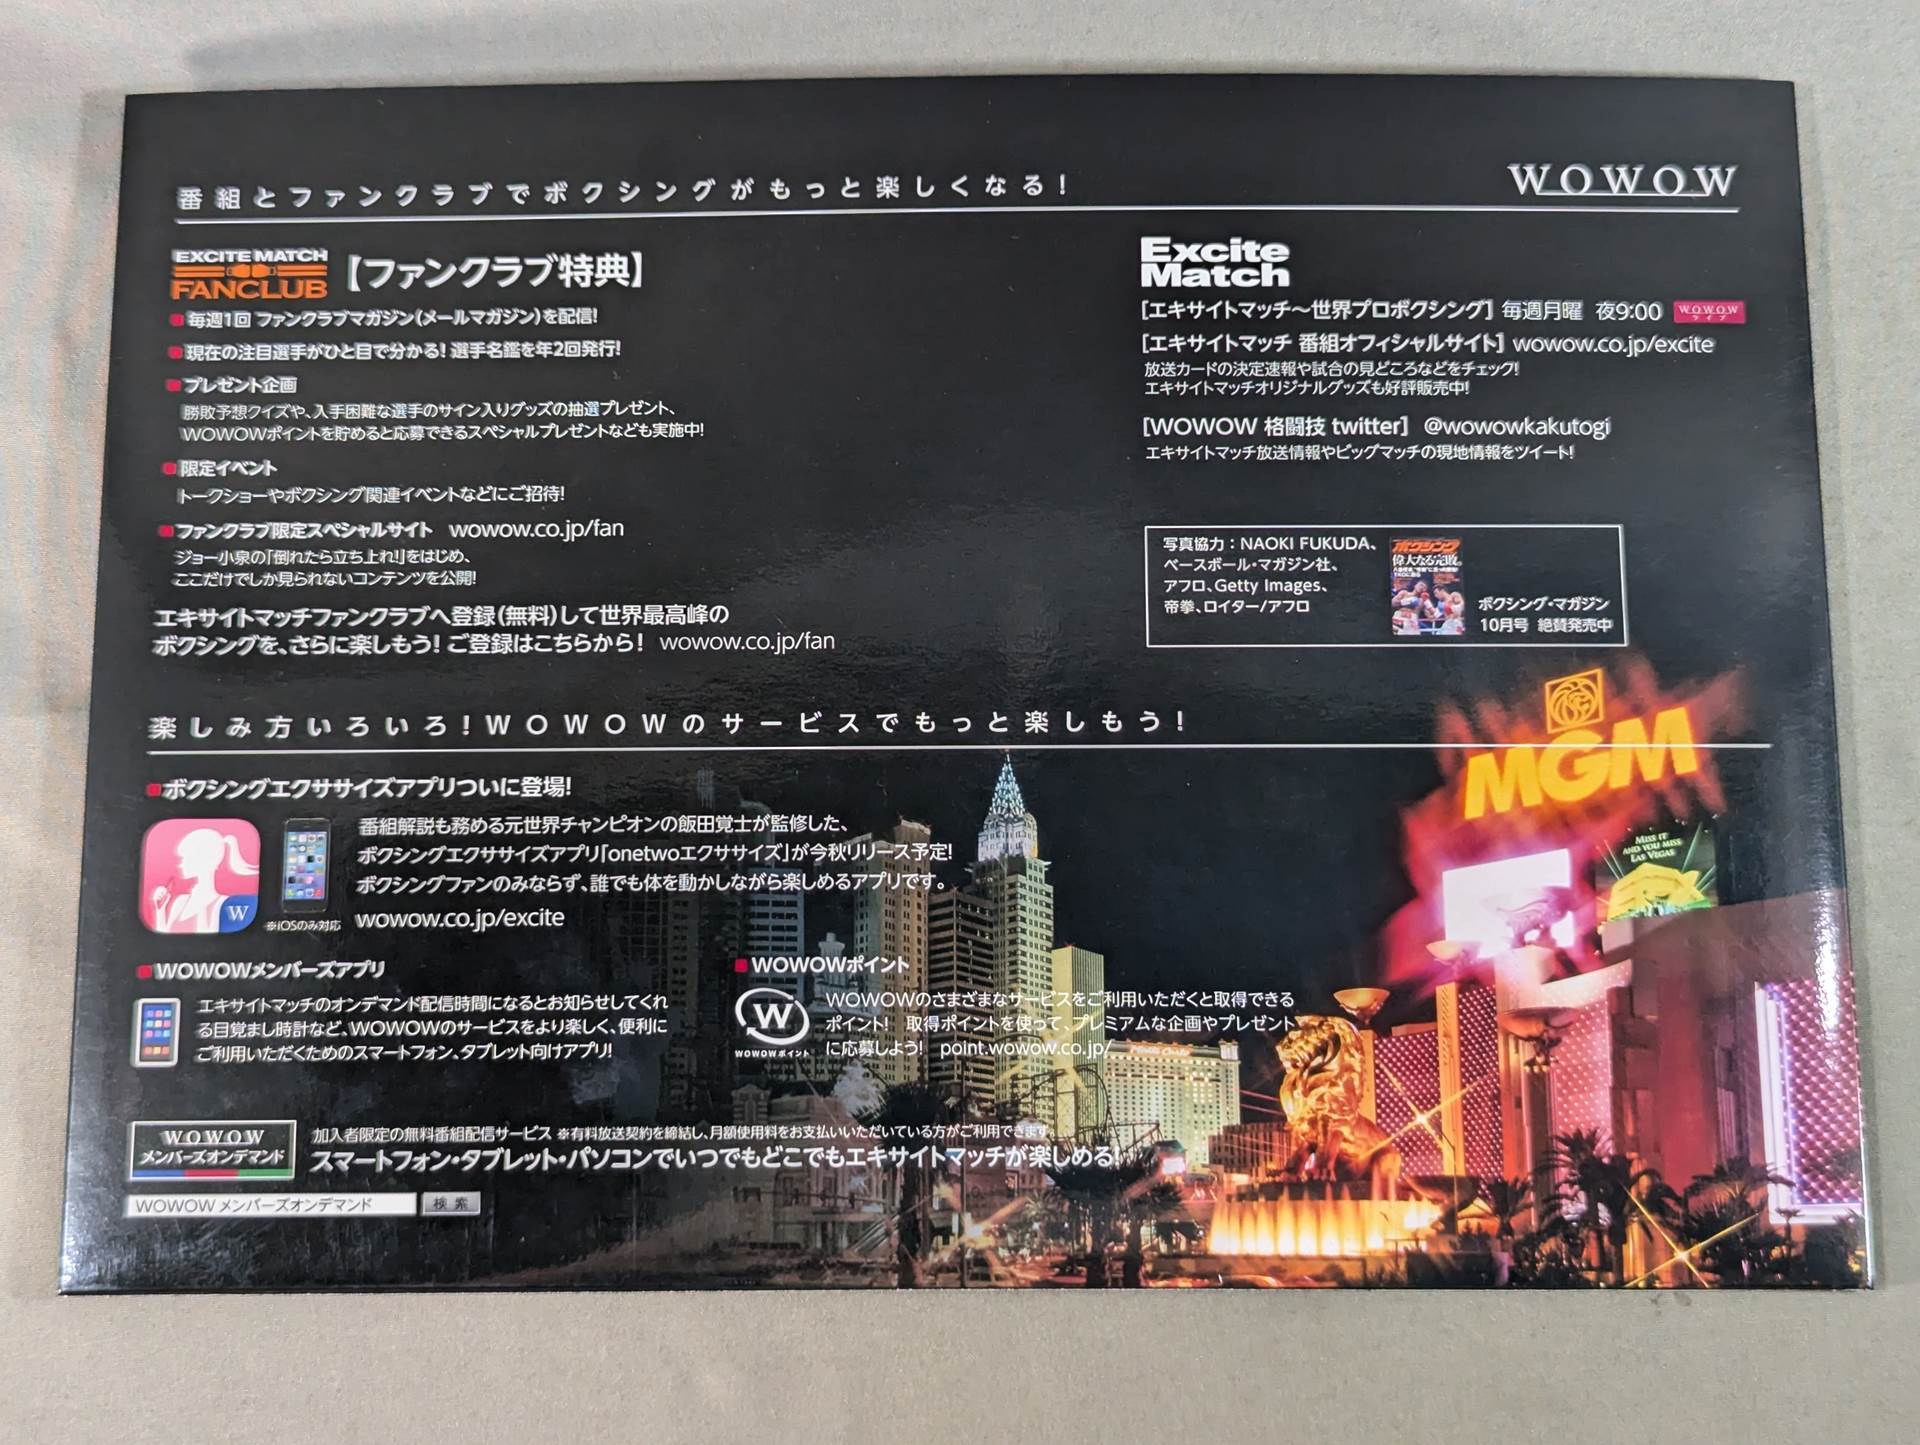 番組とファンクラブでボクシングがもっと楽しくなる!
WOWOW
EXCITE MATCH
FANCLUB
【ファンクラブ特典】
■毎週1回 ファンクラブマガジン(メールマガジン)を配信!
■現在の注目選手がひと目で分かる! 選手名鑑を年2回発行!
■プレゼント企画
勝敗予想クイズや、入手困難な選手のサイン入りグッズの抽選プレゼント、
WOWOWポイントを貯めると応募できるスペシャルプレゼントなども実施中!
■限定イベント
トークショーやボクシング関連イベントなどにご招待!
■ファンクラブ限定スペシャルサイト wowow.co.jp/fan
ジョー小泉の「倒れたら立ち上れ!」をはじめ、
ここだけでしか見られないコンテンツを公開!
エキサイトマッチファンクラブへ登録(無料)して世界最高峰の
ボクシングを、さらに楽しもう! ご登録はこちらから! wowow.co.jp/fan
Excite
Match
[エキサイトマッチ〜世界プロボクシング] 毎週月曜 夜9:00 WOWOW ライブ
[エキサイトマッチ 番組オフィシャルサイト] wowow.co.jp/excite
放送カードの決定速報や試合の見どころなどをチェック!
エキサイトマッチオリジナルグッズも好評販売中!
[WOWOW 格闘技 twitter] @wowowkakutogi
エキサイトマッチ放送情報やビッグマッチの現地情報をツイート!
写真協力:NAOKI FUKUDA、
ベースボール・マガジン社、
アフロ、Getty Images、
帝拳、ロイター/アフロ
ボクシング
偉大なる完敗。
ボクシング・マガジン
10月号 絶賛発売中
楽しみ方いろいろ!WOWOWのサービスでもっと楽しもう!
MGM
MISS IT
AND YOU MISS
LAS VEGAS
■ボクシングエクササイズアプリついに登場!
番組解説も務める元世界チャンピオンの飯田覚士が監修した、
ボクシングエクササイズアプリ「onetwoエクササイズ」が今秋リリース予定!
ボクシングファンのみならず、誰でも体を動かしながら楽しめるアプリです。
wowow.co.jp/excite
W
※iOSのみ対応
■WOWOWメンバーズアプリ
エキサイトマッチのオンデマンド配信時間になるとお知らせしてくれ
る目覚まし時計など、WOWOWのサービスをより楽しく、便利に
ご利用いただくためのスマートフォン、タブレット向けアプリ!
■WOWOWポイント
W
WOWOWポイント
WOWOWのさまざまなサービスをご利用いただくと取得できる
ポイント! 取得ポイントを使って、プレミアムな企画やプレゼント
に応募しよう! point.wowow.co.jp/
WOWOW
メンバーズオンデマンド
加入者限定の無料番組配信サービス ※有料放送契約を締結し、月額使用料をお支払いいただいている方がご利用できます。
スマートフォン・タブレット・パソコンでいつでもどこでもエキサイトマッチが楽しめる!
WOWOW メンバーズオンデマンド 検索